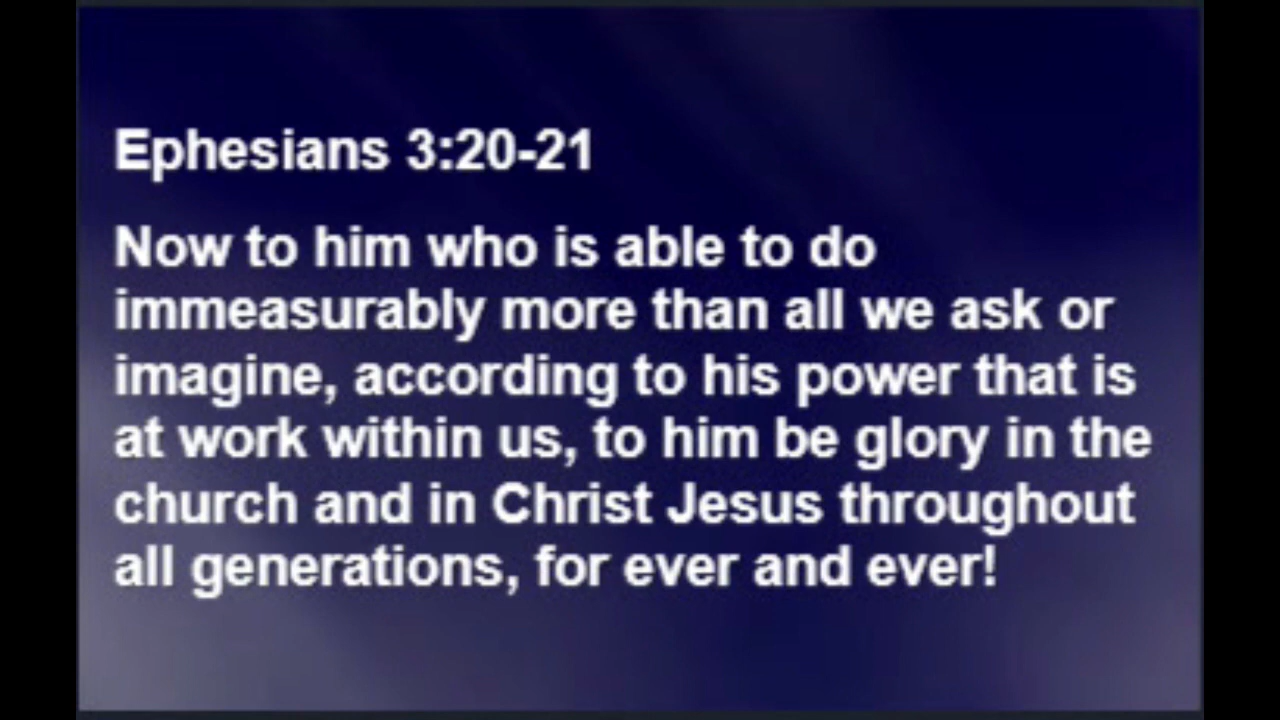 Ephesians 3:20-21
Now to him who is able to do
immeasurably more than all we ask or
imagine, according to his power that is
at work within us, to him be glory in the
church and in Christ Jesus throughout
all generations, for ever and ever!